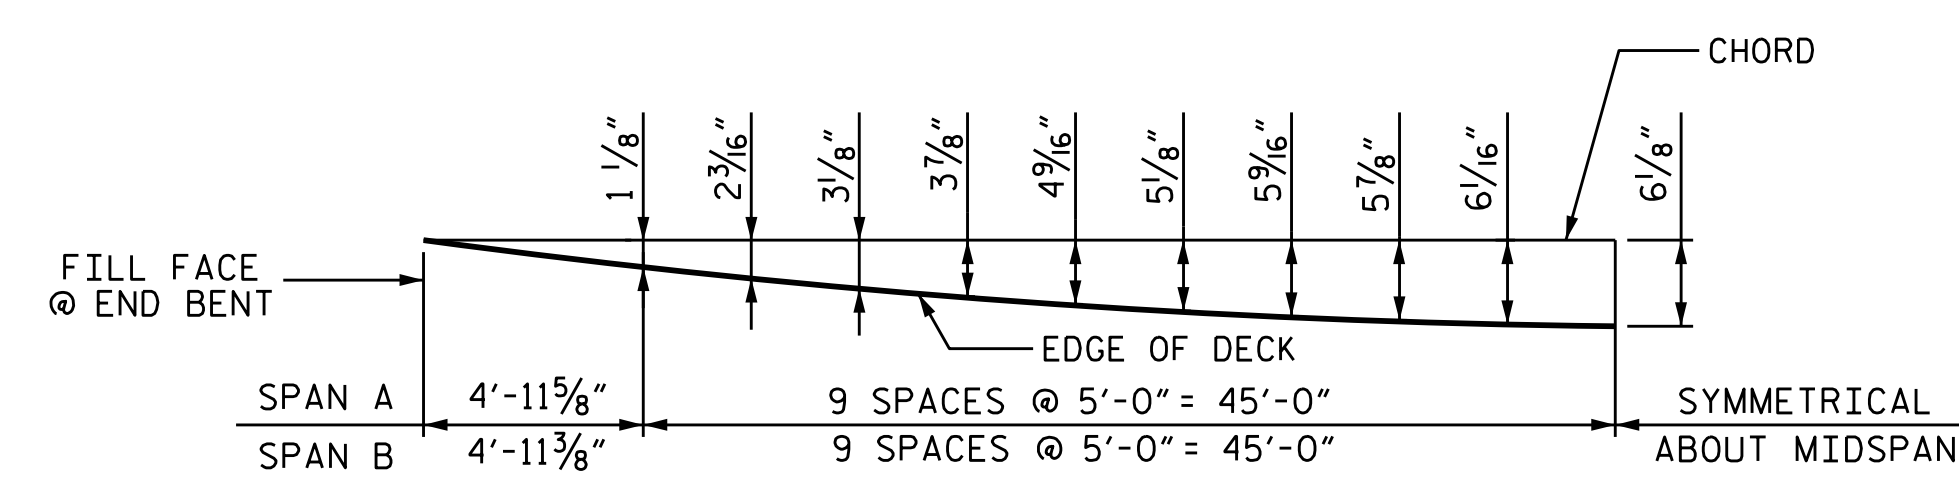 CHORD
1 1/8"
2 3/16"
3 1/8"
3 7/8"
4 9/16"
5 1/8"
5 9/16"
5 7/8"
6 1/16"
6 1/8"
FILL FACE
@ END BENT
EDGE OF DECK
SPAN A
4'-11 5/8"
9 SPACES @ 5'-0" = 45'-0"
SYMMETRICAL
SPAN B
4'-11 3/8"
9 SPACES @ 5'-0" = 45'-0"
ABOUT MIDSPAN